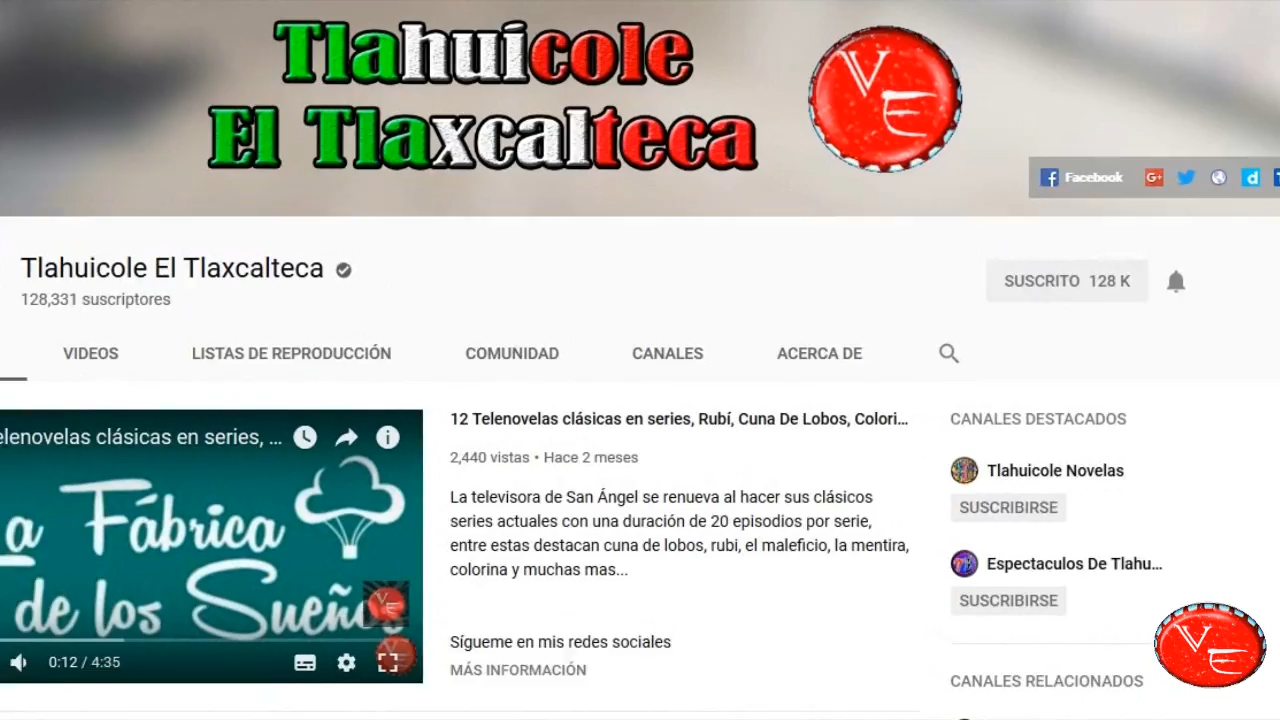 Tlahuicole
El Tlaxcalteca
VE
Facebook
G+
Tlahuicole El Tlaxcalteca
128,331 suscriptores
SUSCRITO 128 K
VIDEOS
LISTAS DE REPRODUCCIÓN
COMUNIDAD
CANALES
ACERCA DE
elenovelas clásicas en series, ...
a Fábrica
de los Sueño
VE
VE
0:12 / 4:35
12 Telenovelas clásicas en series, Rubí, Cuna De Lobos, Colori...
2,440 vistas • Hace 2 meses
La televisora de San Ángel se renueva al hacer sus clásicos
series actuales con una duración de 20 episodios por serie,
entre estas destacan cuna de lobos, rubi, el maleficio, la mentira,
colorina y muchas mas...
Sígueme en mis redes sociales
MÁS INFORMACIÓN
CANALES DESTACADOS
Tlahuicole Novelas
SUSCRIBIRSE
Espectaculos De Tlahu...
SUSCRIBIRSE
VE
CANALES RELACIONADOS